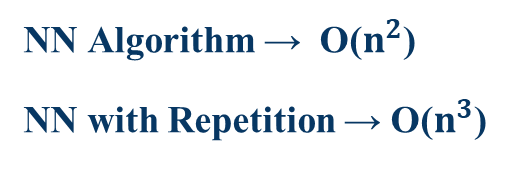 NN Algorithm → O(n²)
NN with Repetition → O(n³)